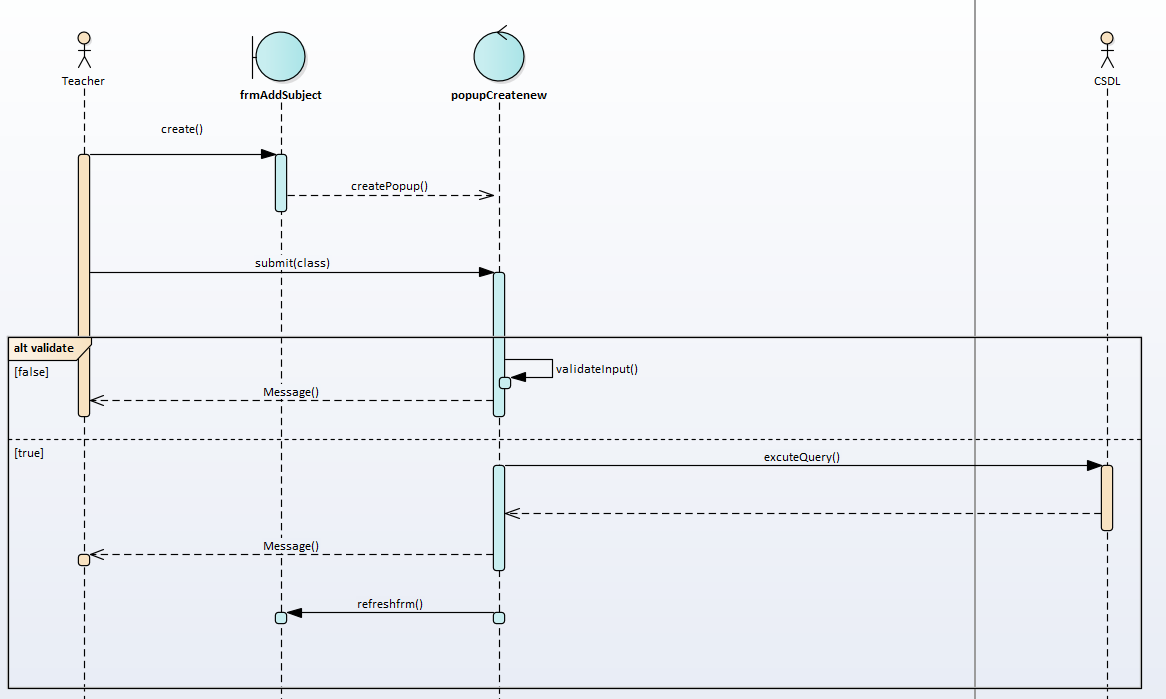 Teacher
frmAddSubject
popupCreatenew
CSDL
create()
createPopup()
submit(class)
alt validate
[false]
validateInput()
Message()
[true]
excuteQuery()
Message()
refreshfrm()